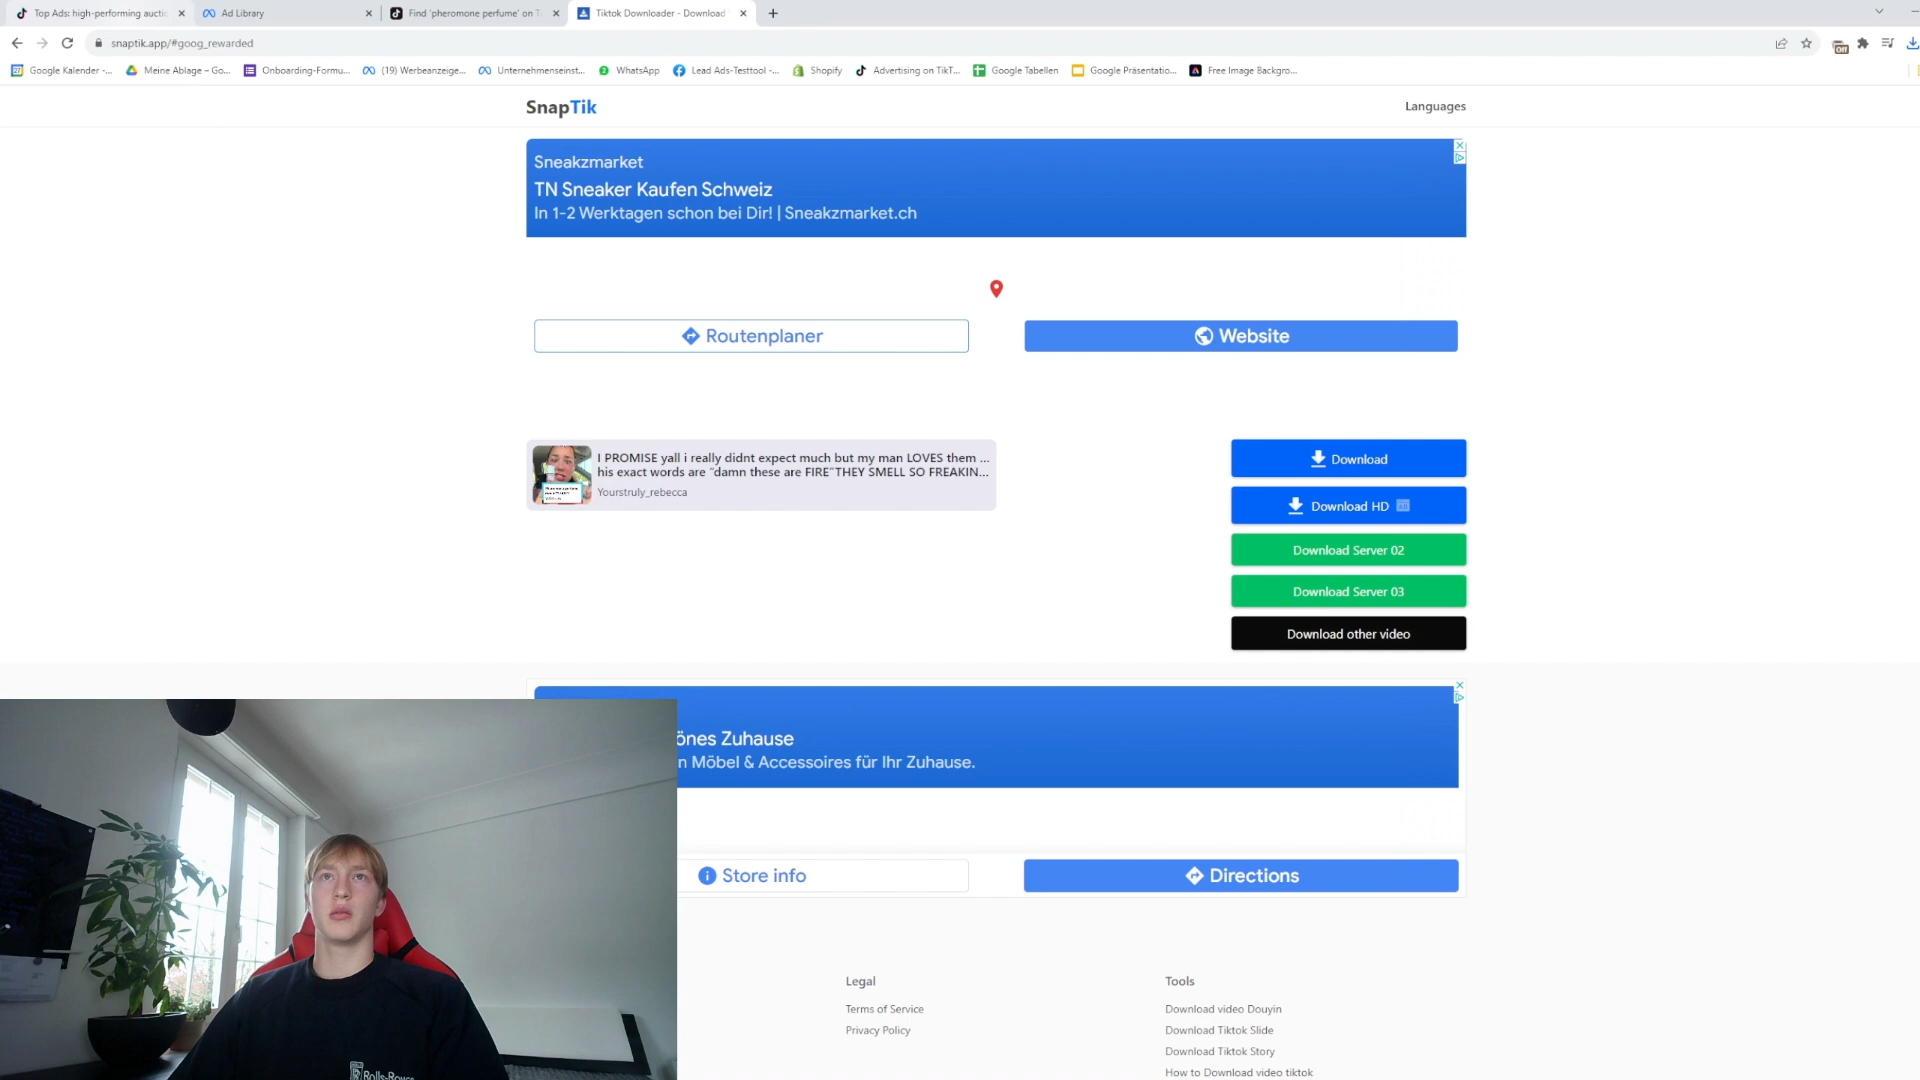 Top Ads: high-performing aucti
Ad Library
Find 'pheromone perfume' on T
Tiktok Downloader - Download
snaptik.app/#goog_rewarded
Off
Google Kalender -...
Meine Ablage – Go...
Onboarding-Formu...
(19) Werbeanzeige...
Unternehmenseinst...
WhatsApp
Lead Ads-Testtool -...
Shopify
Advertising on TikT...
Google Tabellen
Google Präsentatio...
Free Image Backgro...
SnapTik
Languages
Sneakzmarket
TN Sneaker Kaufen Schweiz
In 1-2 Werktagen schon bei Dir! | Sneakzmarket.ch
Routenplaner
Website
I PROMISE yall i really didnt expect much but my man LOVES them ...
his exact words are “damn these are FIRE”THEY SMELL SO FREAKIN...
Yourstruly_rebecca
Download
Download HD
Download Server 02
Download Server 03
Download other video
önes Zuhause
n Möbel & Accessoires für Ihr Zuhause.
Store info
Directions
Legal
Terms of Service
Privacy Policy
Tools
Download video Douyin
Download Tiktok Slide
Download Tiktok Story
How to Download video tiktok
Rolls-Royce